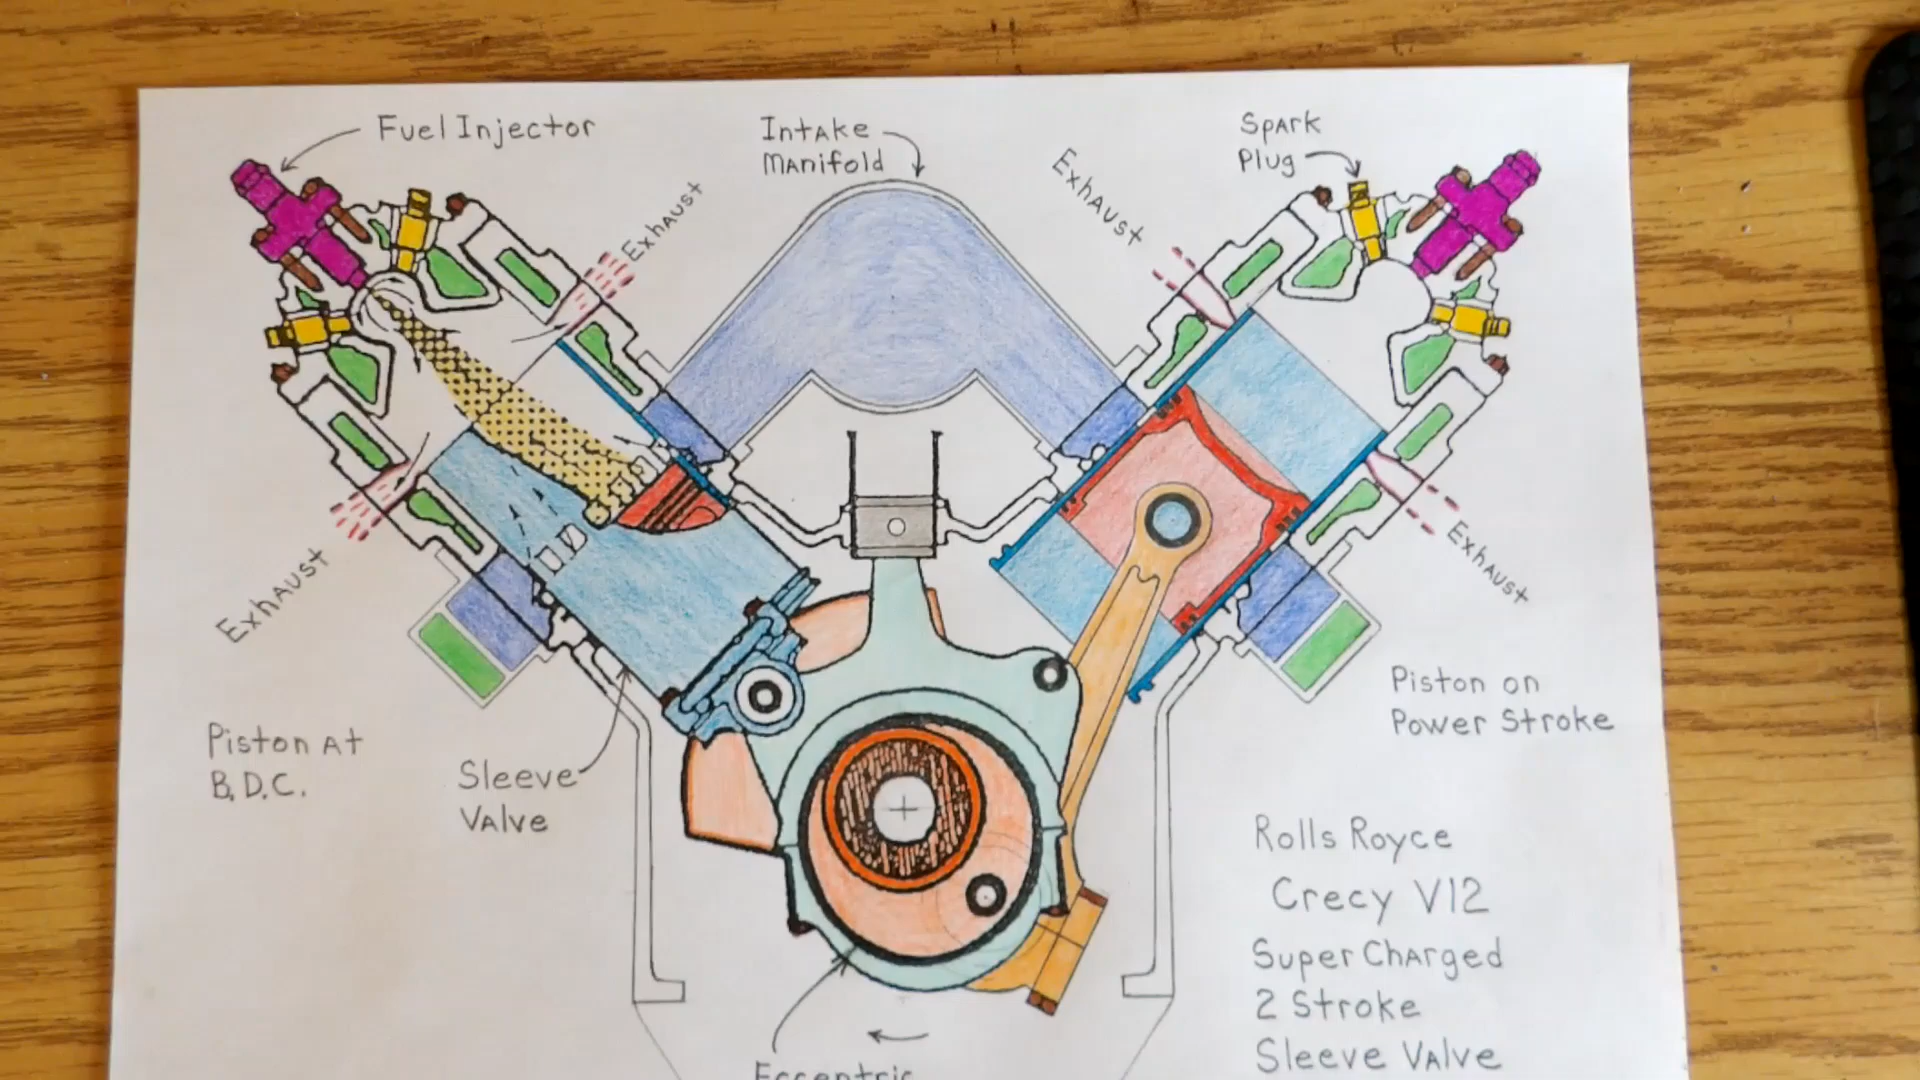 Fuel Injector
Intake
Manifold
Spark
Plug
Exhaust
Exhaust
Exhaust
Exhaust
Piston at
B.D.C.
Sleeve
Valve
Piston on
Power Stroke
Rolls Royce
Crecy V12
Super Charged
2 Stroke
Sleeve Valve
Eccentric